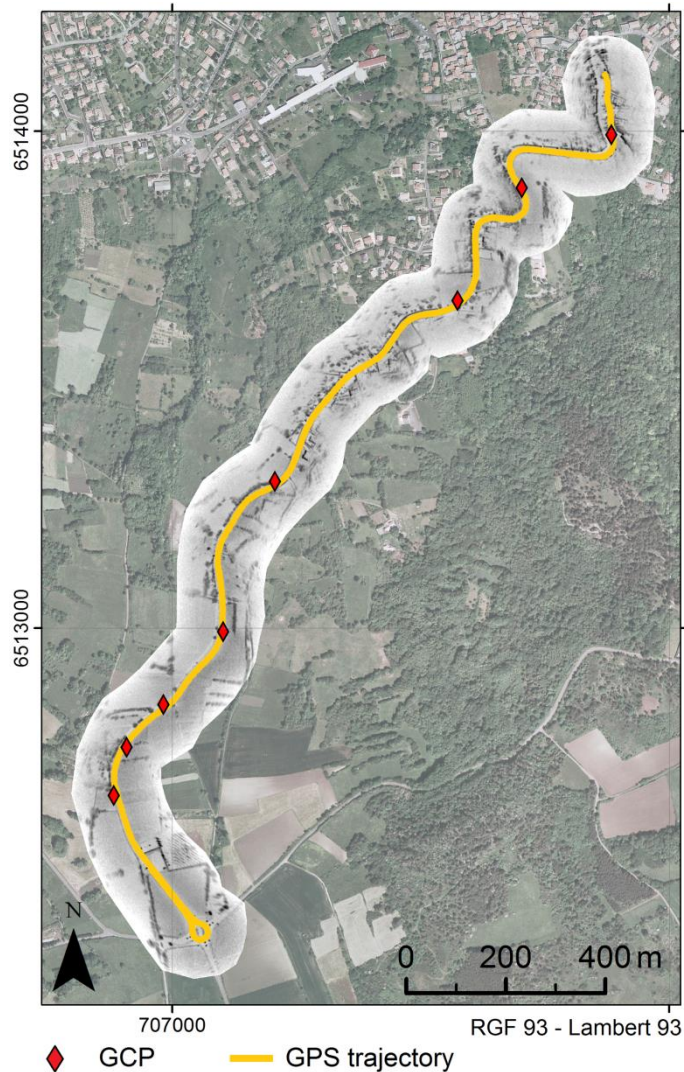 6514000
6513000
N
0 200 400 m
707000
RGF 93 - Lambert 93
GCP GPS trajectory